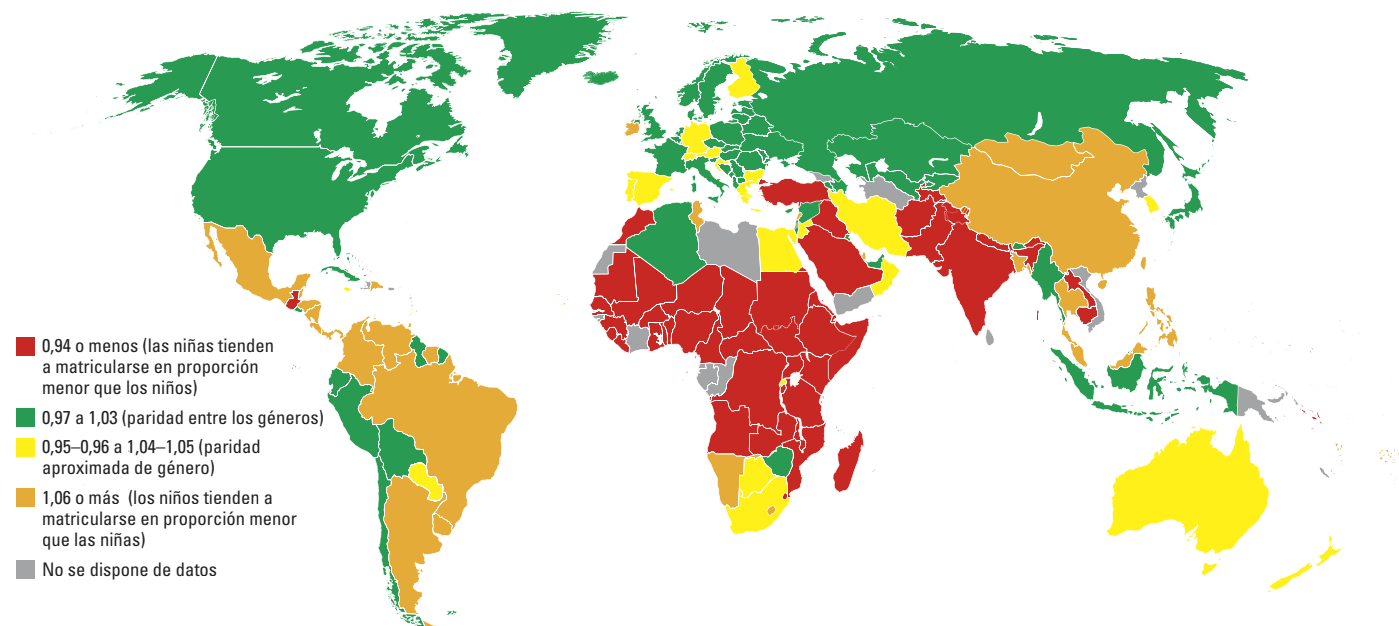 0,94 o menos (las niñas tienden
a matricularse en proporción
menor que los niños)
0,97 a 1,03 (paridad entre los géneros)
0,95–0,96 a 1,04–1,05 (paridad
aproximada de género)
1,06 o más (los niños tienden a
matricularse en proporción menor
que las niñas)
No se dispone de datos